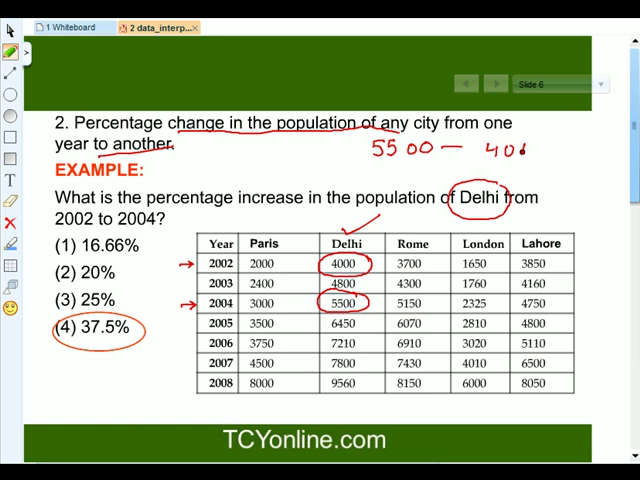 1 Whiteboard
2 data_interp...
Slide 6
2. Percentage change in the population of any city from one
year to another.
5500 — 40
EXAMPLE:
What is the percentage increase in the population of Delhi from
2002 to 2004?
(1) 16.66%
(2) 20%
(3) 25%
(4) 37.5%
Year Paris Delhi Rome London Lahore
2002 2000 4000 3700 1650 3850
2003 2400 4800 4300 1760 4160
2004 3000 5500 5150 2325 4750
2005 3500 6450 6070 2810 4800
2006 3750 7210 6910 3020 5110
2007 4500 7800 7430 4010 6500
2008 8000 9560 8150 6000 8050
TCYonline.com